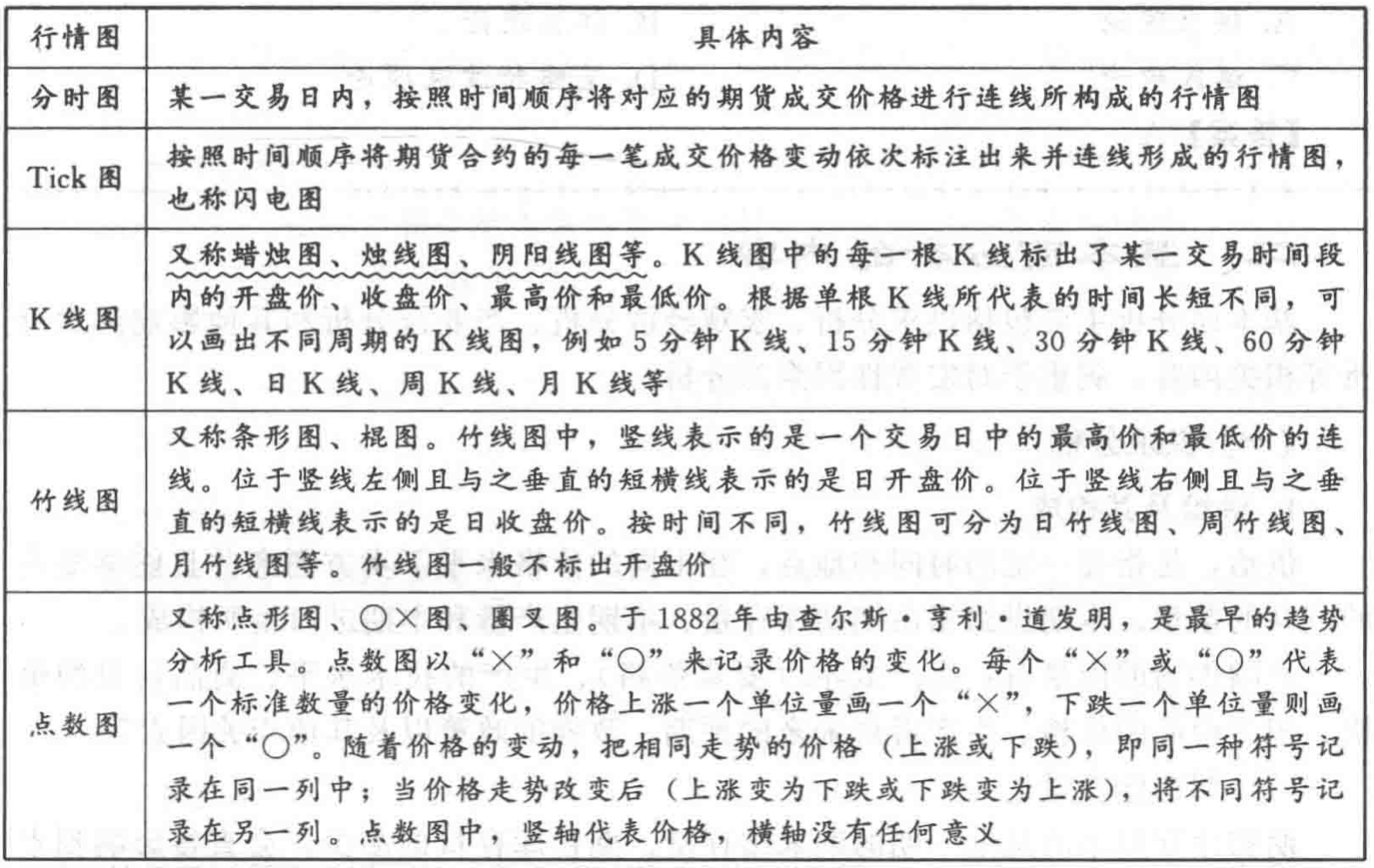 行情图 具体内容
分时图 某一交易日内，按照时间顺序将对应的期货成交价格进行连线所构成的行情图
Tick 图 按照时间顺序将期货合约的每一笔成交价格变动依次标注出来并连线形成的行情图，
也称闪电图
K 线图 又称蜡烛图、烛线图、阴阳线图等。K 线图中的每一根 K 线标出了某一交易时间段
内的开盘价、收盘价、最高价和最低价。根据单根 K 线所代表的时间长短不同，可
以画出不同周期的 K 线图，例如 5 分钟 K 线、15 分钟 K 线、30 分钟 K 线、60 分钟
K 线、日 K 线、周 K 线、月 K 线等
竹线图 又称条形图、棍图。竹线图中，竖线表示的是一个交易日中的最高价和最低价的连
线。位于竖线左侧且与之垂直的短横线表示的是日开盘价。位于竖线右侧且与之垂
直的短横线表示的是日收盘价。按时间不同，竹线图可分为日竹线图、周竹线图、
月竹线图等。竹线图一般不标出开盘价
点数图 又称点形图、OX 图、圈叉图，于 1882 年由查尔斯·亨利·道发明，是最早的趋势
分析工具。点数图以“×”和“○”来记录价格的变化。每个“×”或“○”代表
一个标准数量的价格变化，价格上涨一个单位量画一个“×”，下跌一个单位量则画
一个“○”。随着价格的变动，把相同走势的价格（上涨或下跌），即同一种符号记
录在同一列中；当价格走势改变后（上涨变为下跌或下跌变为上涨），将不同符号记
录在另一列。点数图中，竖轴代表价格，横轴没有任何意义